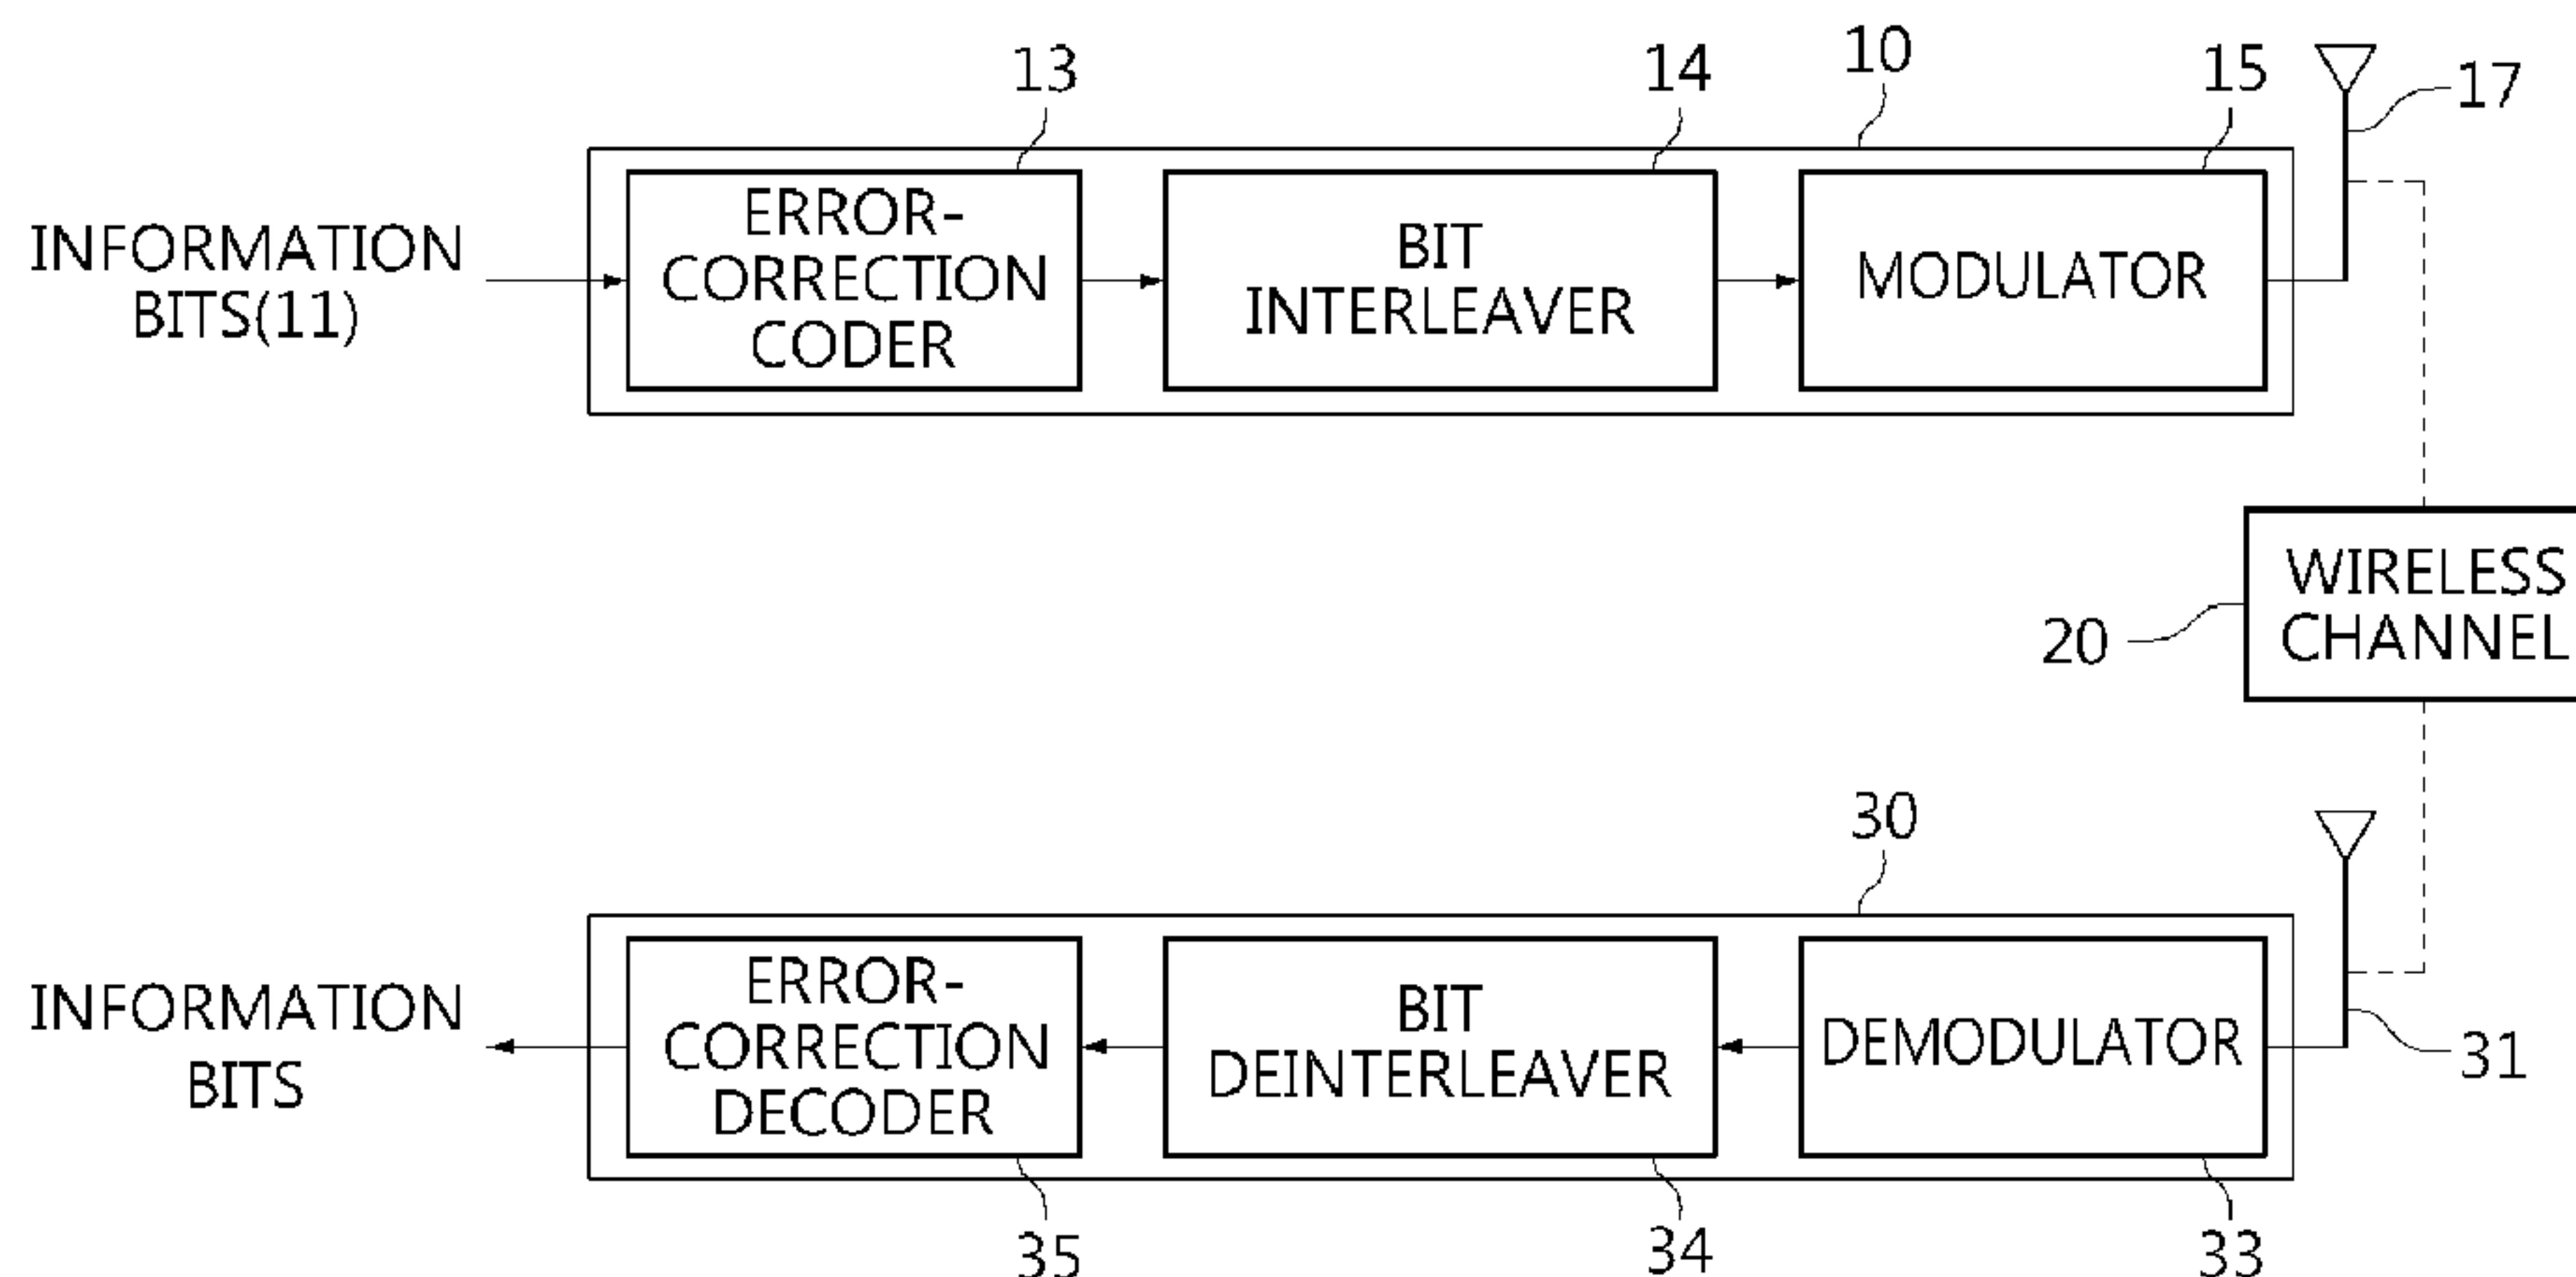 13
14
10
15
17
INFORMATION
BITS(11)
ERROR-
CORRECTION
CODER
BIT
INTERLEAVER
MODULATOR
WIRELESS
CHANNEL
20
30
INFORMATION
BITS
ERROR-
CORRECTION
DECODER
BIT
DEINTERLEAVER
DEMODULATOR
31
35
34
33